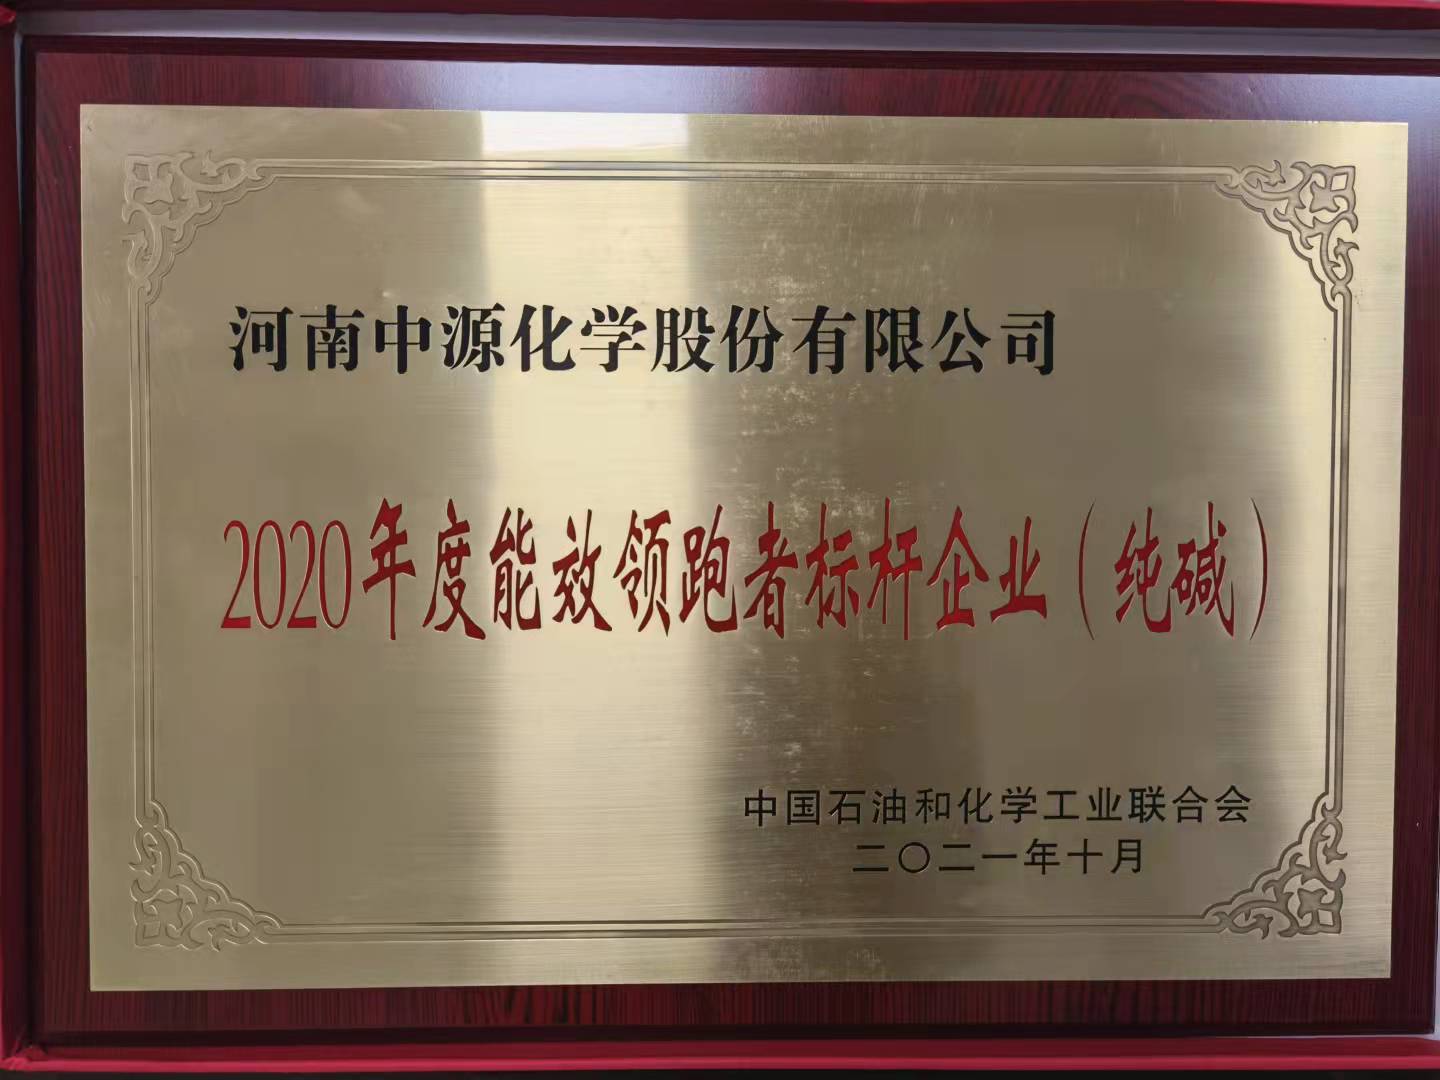 河南中源化学股份有限公司
2020年度能效领跑者标杆企业（纯碱）
中国石油和化学工业联合会
二〇二一年十月